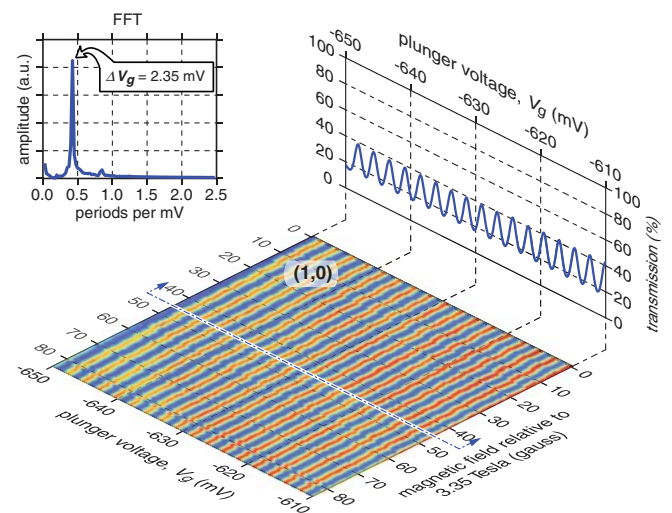 FFT
amplitude (a.u.)
ΔVg = 2.35 mV
0.0 0.5 1.0 1.5 2.0 2.5
periods per mV
plunger voltage, Vg (mV)
-650 -640 -630 -620 -610
100 80 60 40 20 0
100 80 60 40 20 0
transmission (%)
(1,0)
0 10 20 30 40 50 60 70 80
-650 -640 -630 -620 -610
plunger voltage, Vg (mV)
0 10 20 30 40 50 60 70 80
magnetic field relative to
3.35 Tesla (gauss)